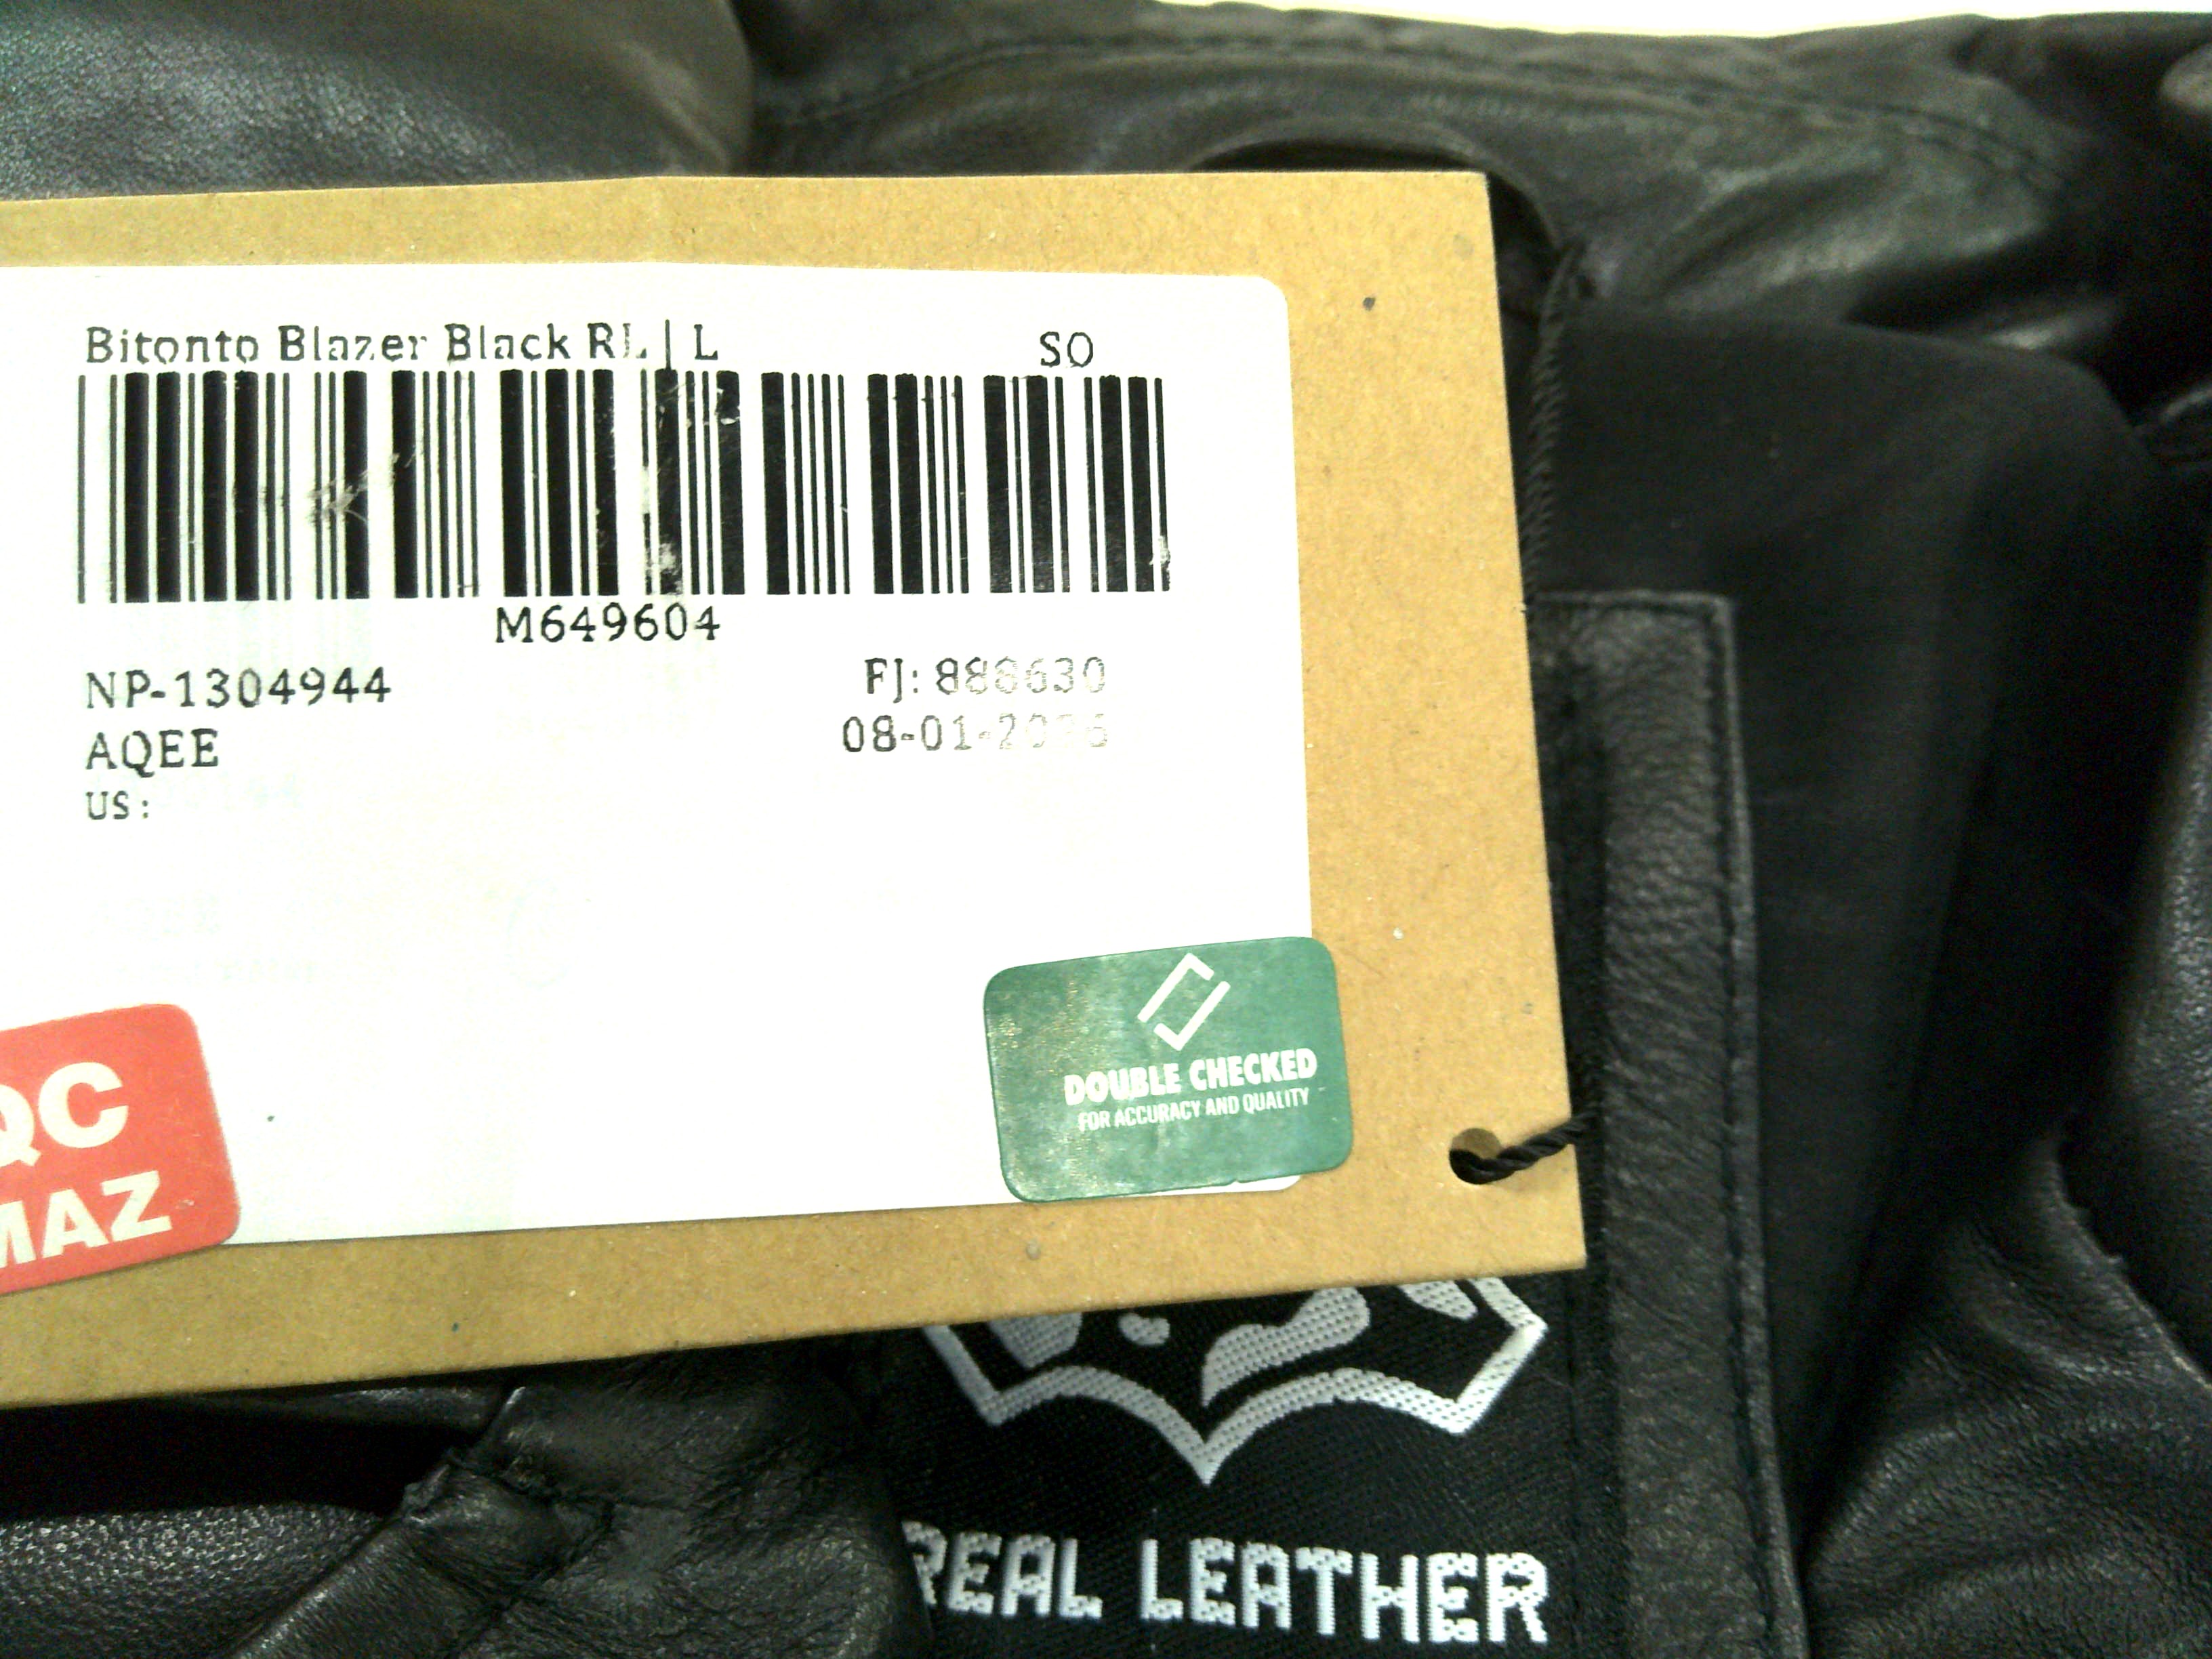 Bitonto Blazer Black RL | L
SO
M649604
NP-1304944
FJ: 888630
AQEE
08-01-2026
US:
QC
MAZ
DOUBLE CHECKED
FOR ACCURACY AND QUALITY
REAL LEATHER